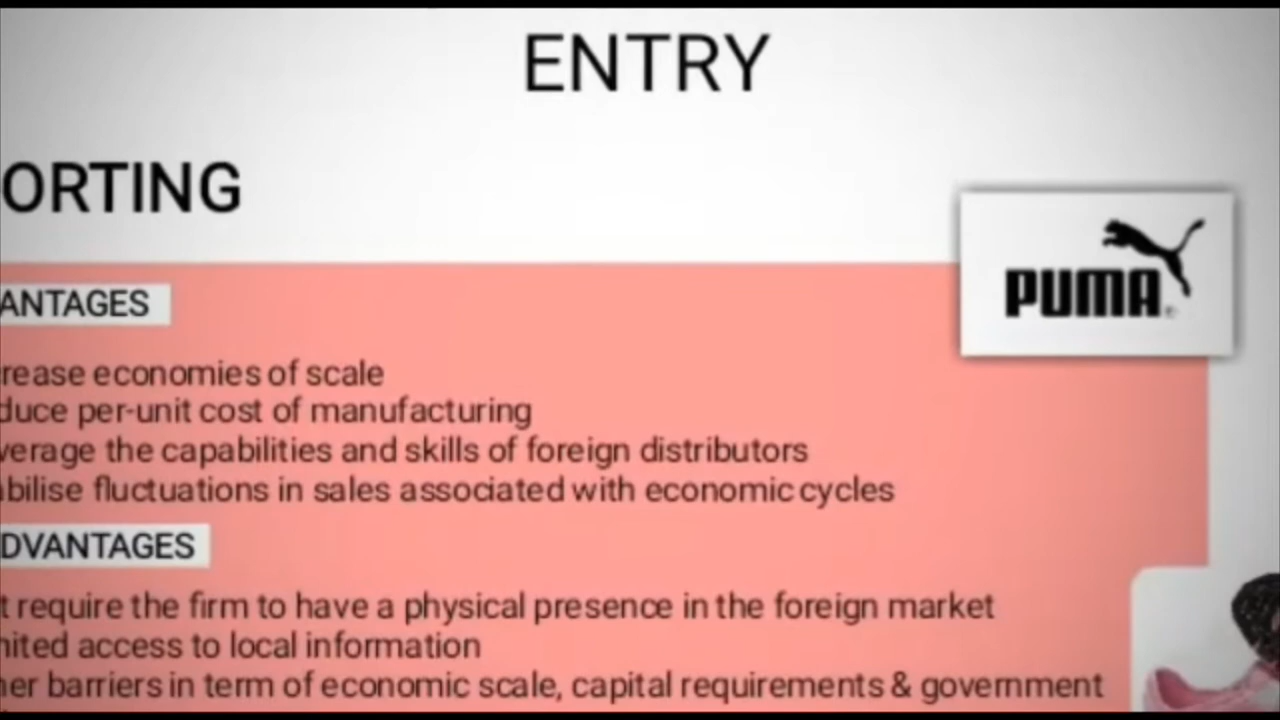 ENTRY
ORTING
PUMA
ANTAGES
rease economies of scale
duce per-unit cost of manufacturing
verage the capabilities and skills of foreign distributors
bilise fluctuations in sales associated with economic cycles
DVANTAGES
t require the firm to have a physical presence in the foreign market
nited access to local information
ner barriers in term of economic scale, capital requirements & government